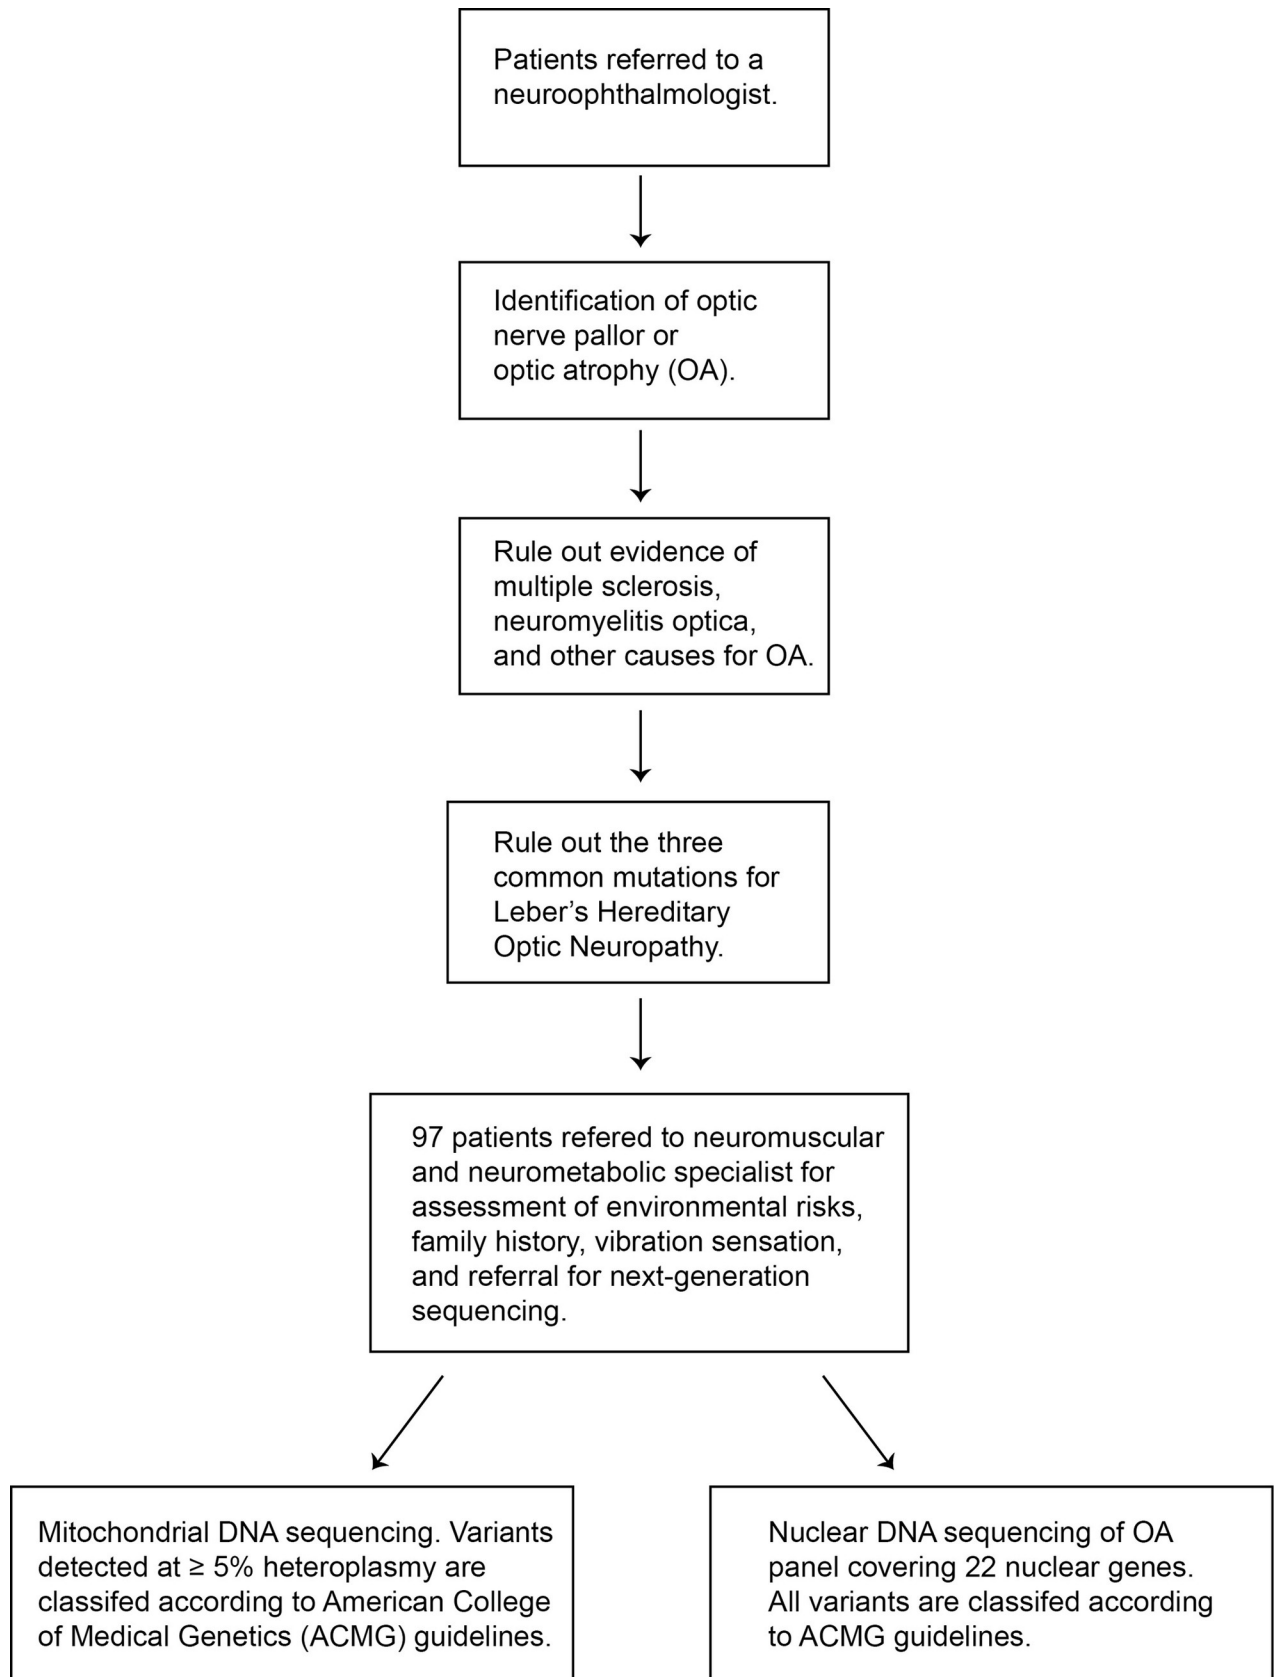 Patients referred to a
neuroophthalmologist.
Identification of optic
nerve pallor or
optic atrophy (OA).
Rule out evidence of
multiple sclerosis,
neuromyelitis optica,
and other causes for OA.
Rule out the three
common mutations for
Leber’s Hereditary
Optic Neuropathy.
97 patients refered to neuromuscular
and neurometabolic specialist for
assessment of environmental risks,
family history, vibration sensation,
and referral for next-generation
sequencing.
Mitochondrial DNA sequencing. Variants
detected at ≥ 5% heteroplasmy are
classifed according to American College
of Medical Genetics (ACMG) guidelines.
Nuclear DNA sequencing of OA
panel covering 22 nuclear genes.
All variants are classifed according
to ACMG guidelines.